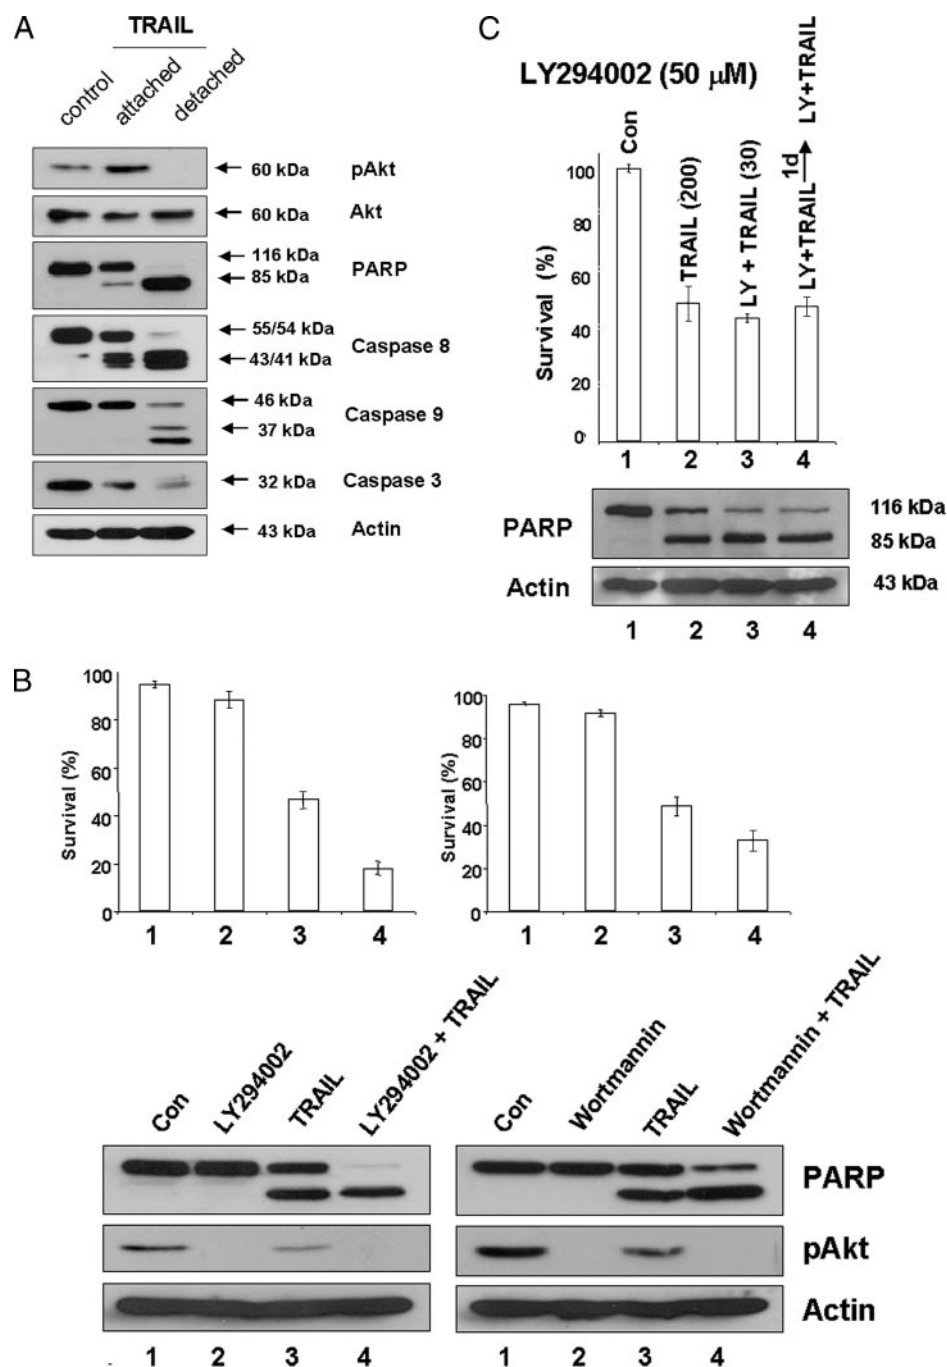 A
TRAIL
control attached detached
60 kDa pAkt
60 kDa Akt
116 kDa
85 kDa PARP
55/54 kDa
43/41 kDa Caspase 8
46 kDa
37 kDa Caspase 9
32 kDa Caspase 3
43 kDa Actin
C
LY294002 (50 µM)
Survival (%)
100
80
60
40
20
0
Con
TRAIL (200)
LY + TRAIL (30)
LY+TRAIL 1d LY+TRAIL
1 2 3 4
PARP
116 kDa
85 kDa
Actin 43 kDa
1 2 3 4
B
Survival (%)
100
80
60
40
20
0
1 2 3 4
Survival (%)
100
80
60
40
20
0
1 2 3 4
Con LY294002 TRAIL LY294002 + TRAIL
Con Wortmannin TRAIL Wortmannin + TRAIL
PARP
pAkt
Actin
1 2 3 4
1 2 3 4